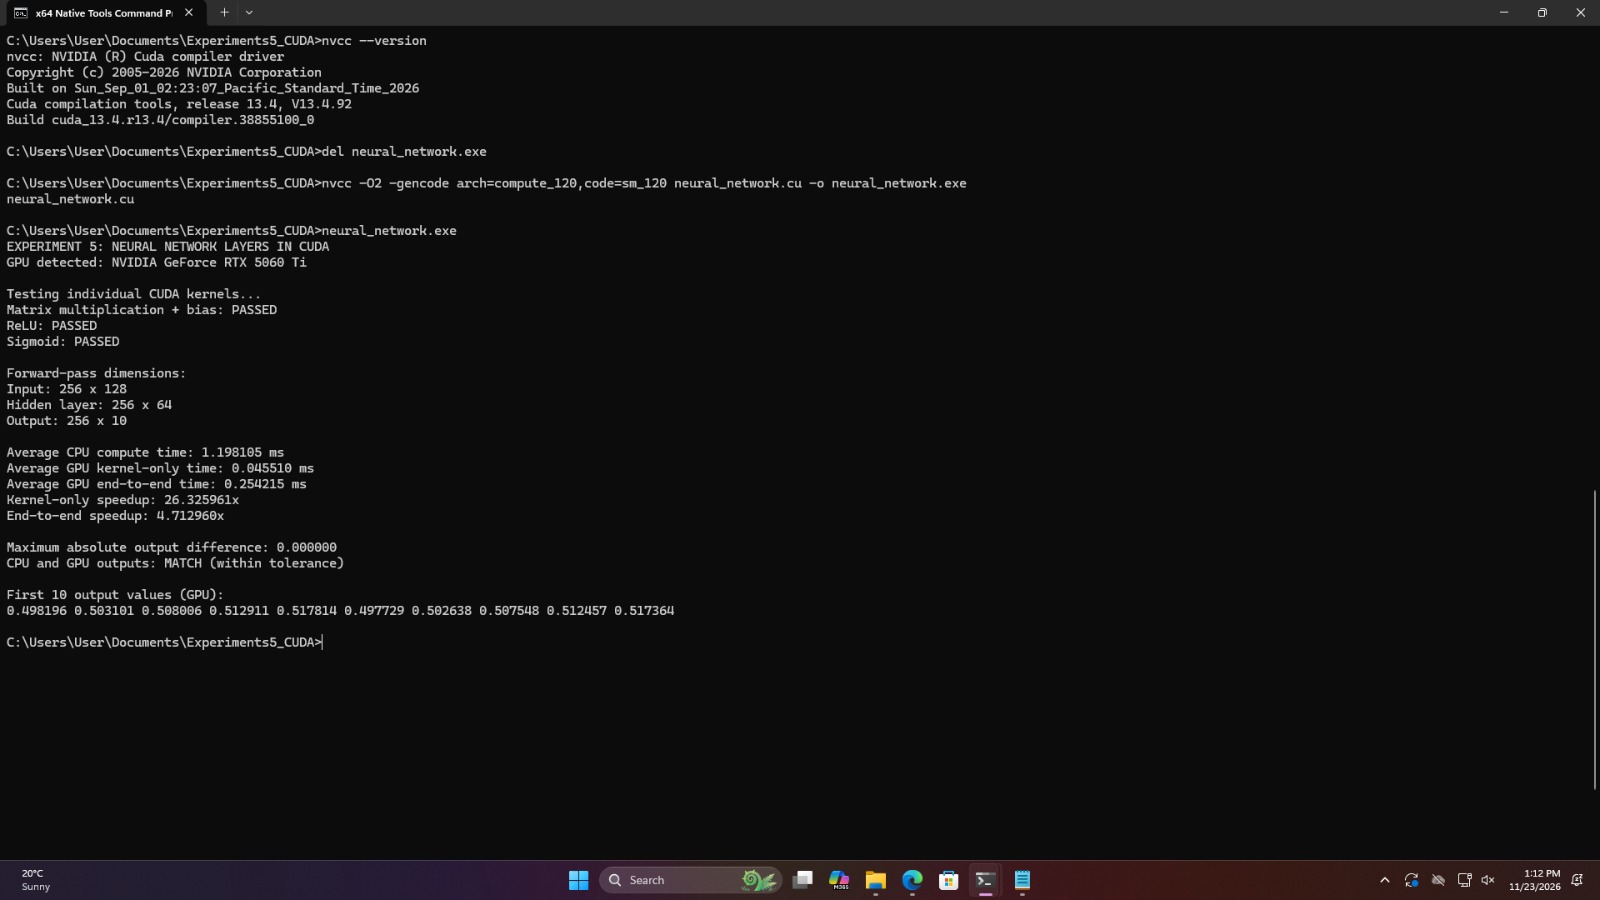 x64 Native Tools Command P
C:\Users\User\Documents\Experiments5_CUDA>nvcc --version
nvcc: NVIDIA (R) Cuda compiler driver
Copyright (c) 2005-2026 NVIDIA Corporation
Built on Sun_Sep_01_02:23:07_Pacific_Standard_Time_2026
Cuda compilation tools, release 13.4, V13.4.92
Build cuda_13.4.r13.4/compiler.38855100_0
C:\Users\User\Documents\Experiments5_CUDA>del neural_network.exe
C:\Users\User\Documents\Experiments5_CUDA>nvcc -O2 -gencode arch=compute_120,code=sm_120 neural_network.cu -o neural_network.exe
neural_network.cu
C:\Users\User\Documents\Experiments5_CUDA>neural_network.exe
EXPERIMENT 5: NEURAL NETWORK LAYERS IN CUDA
GPU detected: NVIDIA GeForce RTX 5060 Ti
Testing individual CUDA kernels...
Matrix multiplication + bias: PASSED
ReLU: PASSED
Sigmoid: PASSED
Forward-pass dimensions:
Input: 256 x 128
Hidden layer: 256 x 64
Output: 256 x 10
Average CPU compute time: 1.198105 ms
Average GPU kernel-only time: 0.045510 ms
Average GPU end-to-end time: 0.254215 ms
Kernel-only speedup: 26.325961x
End-to-end speedup: 4.712960x
Maximum absolute output difference: 0.000000
CPU and GPU outputs: MATCH (within tolerance)
First 10 output values (GPU):
0.498196 0.503101 0.508006 0.512911 0.517814 0.497729 0.502638 0.507548 0.512457 0.517364
C:\Users\User\Documents\Experiments5_CUDA>
20°C
Sunny
Search
M365
1:12 PM
11/23/2026